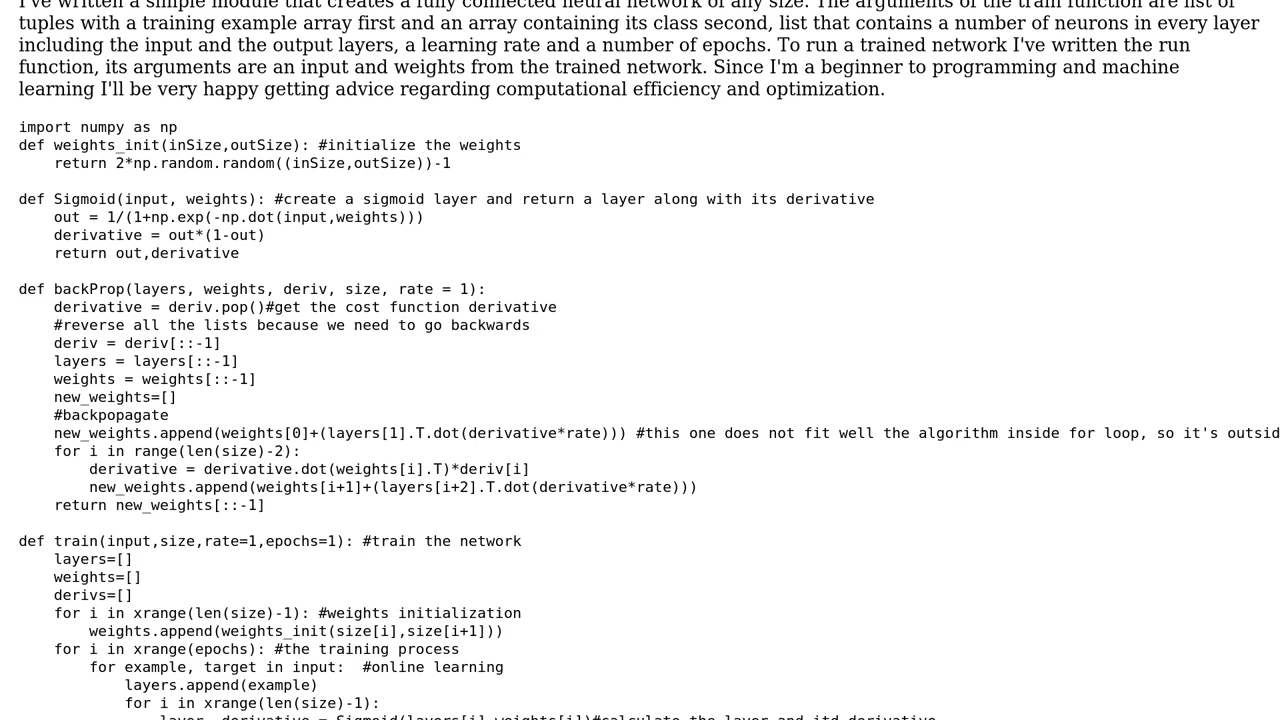 I've written a simple module that creates a fully connected neural network of any size. The arguments of the train function are list of
tuples with a training example array first and an array containing its class second, list that contains a number of neurons in every layer
including the input and the output layers, a learning rate and a number of epochs. To run a trained network I've written the run
function, its arguments are an input and weights from the trained network. Since I'm a beginner to programming and machine
learning I'll be very happy getting advice regarding computational efficiency and optimization.
import numpy as np
def weights_init(inSize,outSize): #initialize the weights
    return 2*np.random.random((inSize,outSize))-1
def Sigmoid(input, weights): #create a sigmoid layer and return a layer along with its derivative
    out = 1/(1+np.exp(-np.dot(input,weights)))
    derivative = out*(1-out)
    return out,derivative
def backProp(layers, weights, deriv, size, rate = 1):
    derivative = deriv.pop()#get the cost function derivative
    #reverse all the lists because we need to go backwards
    deriv = deriv[::-1]
    layers = layers[::-1]
    weights = weights[::-1]
    new_weights=[]
    #backpopagate
    new_weights.append(weights[0]+(layers[1].T.dot(derivative*rate))) #this one does not fit well the algorithm inside for loop, so it's outsid
    for i in range(len(size)-2):
        derivative = derivative.dot(weights[i].T)*deriv[i]
        new_weights.append(weights[i+1]+(layers[i+2].T.dot(derivative*rate)))
    return new_weights[::-1]
def train(input,size,rate=1,epochs=1): #train the network
    layers=[]
    weights=[]
    derivs=[]
    for i in xrange(len(size)-1): #weights initialization
        weights.append(weights_init(size[i],size[i+1]))
    for i in xrange(epochs): #the training process
        for example, target in input:  #online learning
            layers.append(example)
            for i in xrange(len(size)-1):
                layer, derivative = Sigmoid(layers[i],weights[i])#calculate the layer and itd derivative